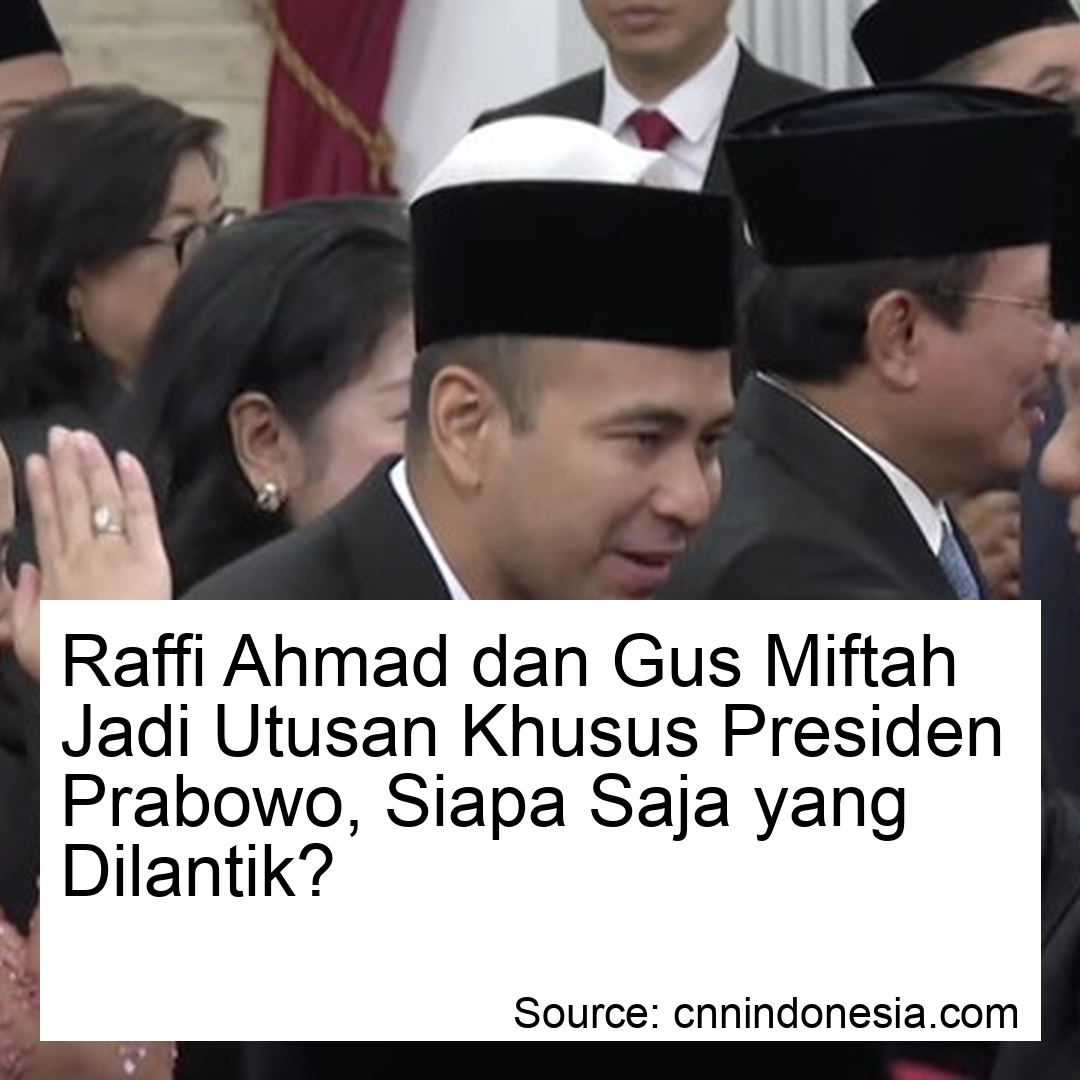 Raffi Ahmad dan Gus Miftah
Jadi Utusan Khusus Presiden
Prabowo, Siapa Saja yang
Dilantik?
Source: cnnindonesia.com